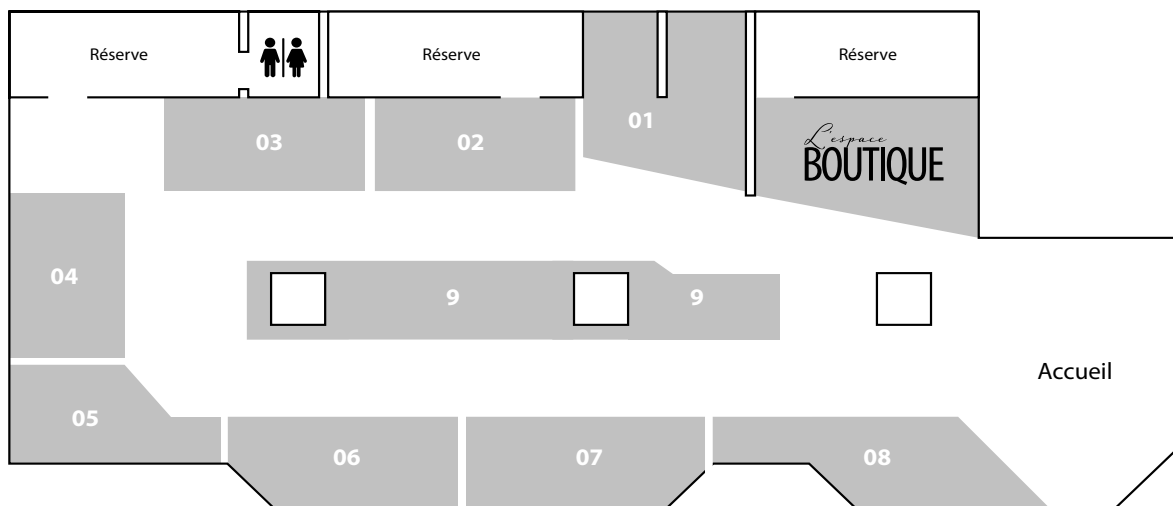 Réserve
Réserve
Réserve
01
03
02
L'espace
BOUTIQUE
04
9
9
Accueil
05
06
07
08